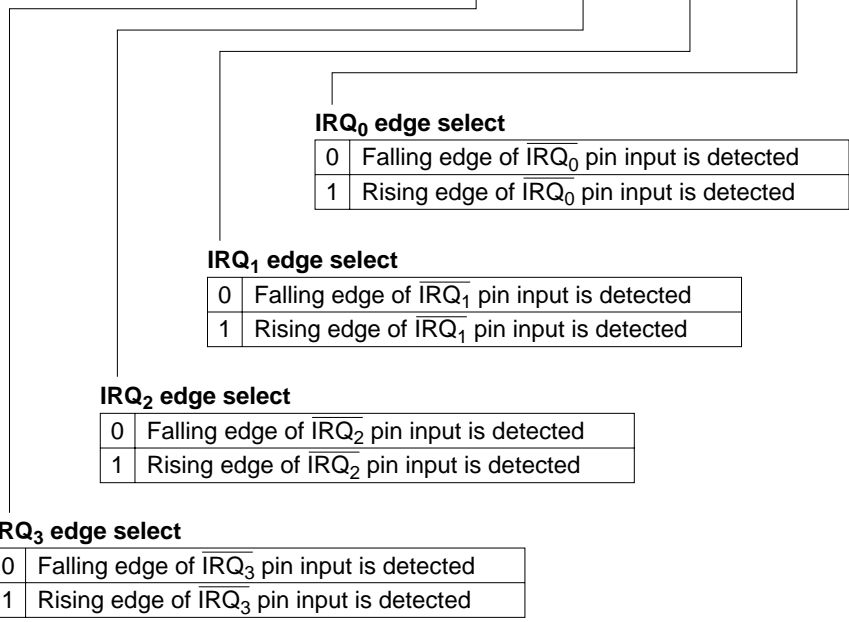 IRQ0 edge select
0 Falling edge of IRQ0 pin input is detected
1 Rising edge of IRQ0 pin input is detected
IRQ1 edge select
0 Falling edge of IRQ1 pin input is detected
1 Rising edge of IRQ1 pin input is detected
IRQ2 edge select
0 Falling edge of IRQ2 pin input is detected
1 Rising edge of IRQ2 pin input is detected
RQ3 edge select
0 Falling edge of IRQ3 pin input is detected
1 Rising edge of IRQ3 pin input is detected